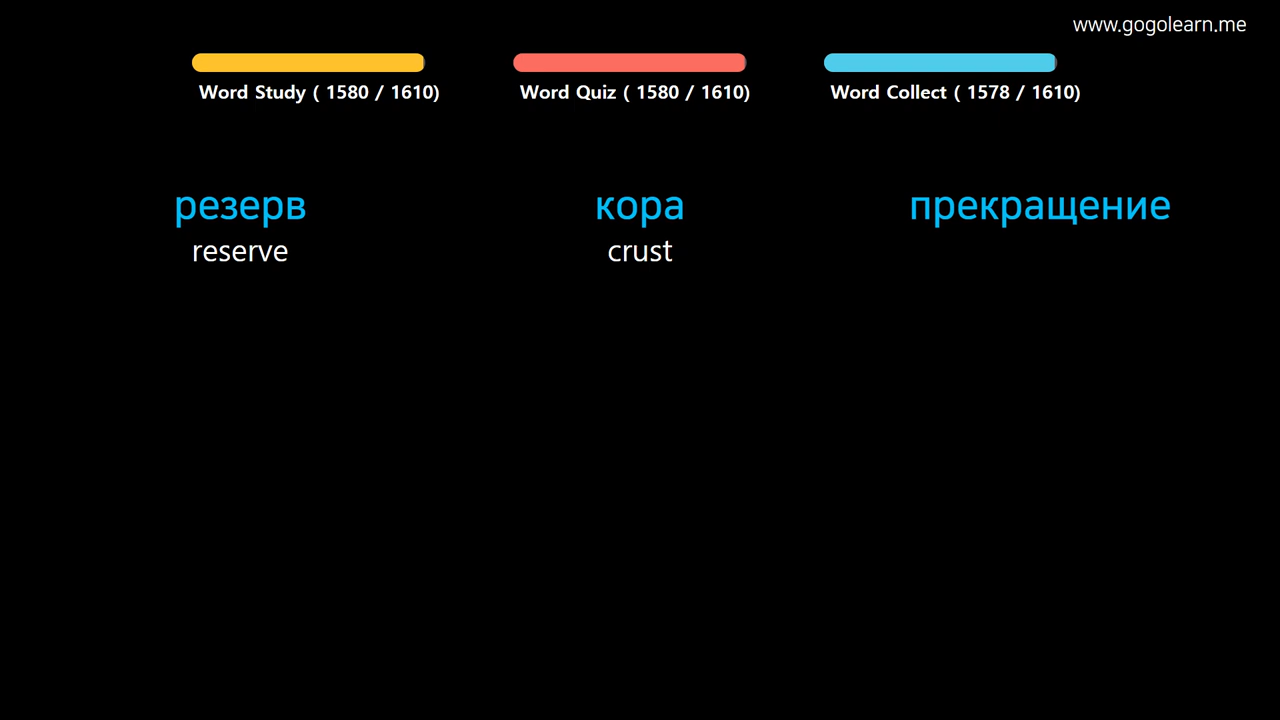 www.gogolearn.me
Word Study ( 1580 / 1610)
Word Quiz ( 1580 / 1610)
Word Collect ( 1578 / 1610)
резерв
reserve
кора
crust
прекращение